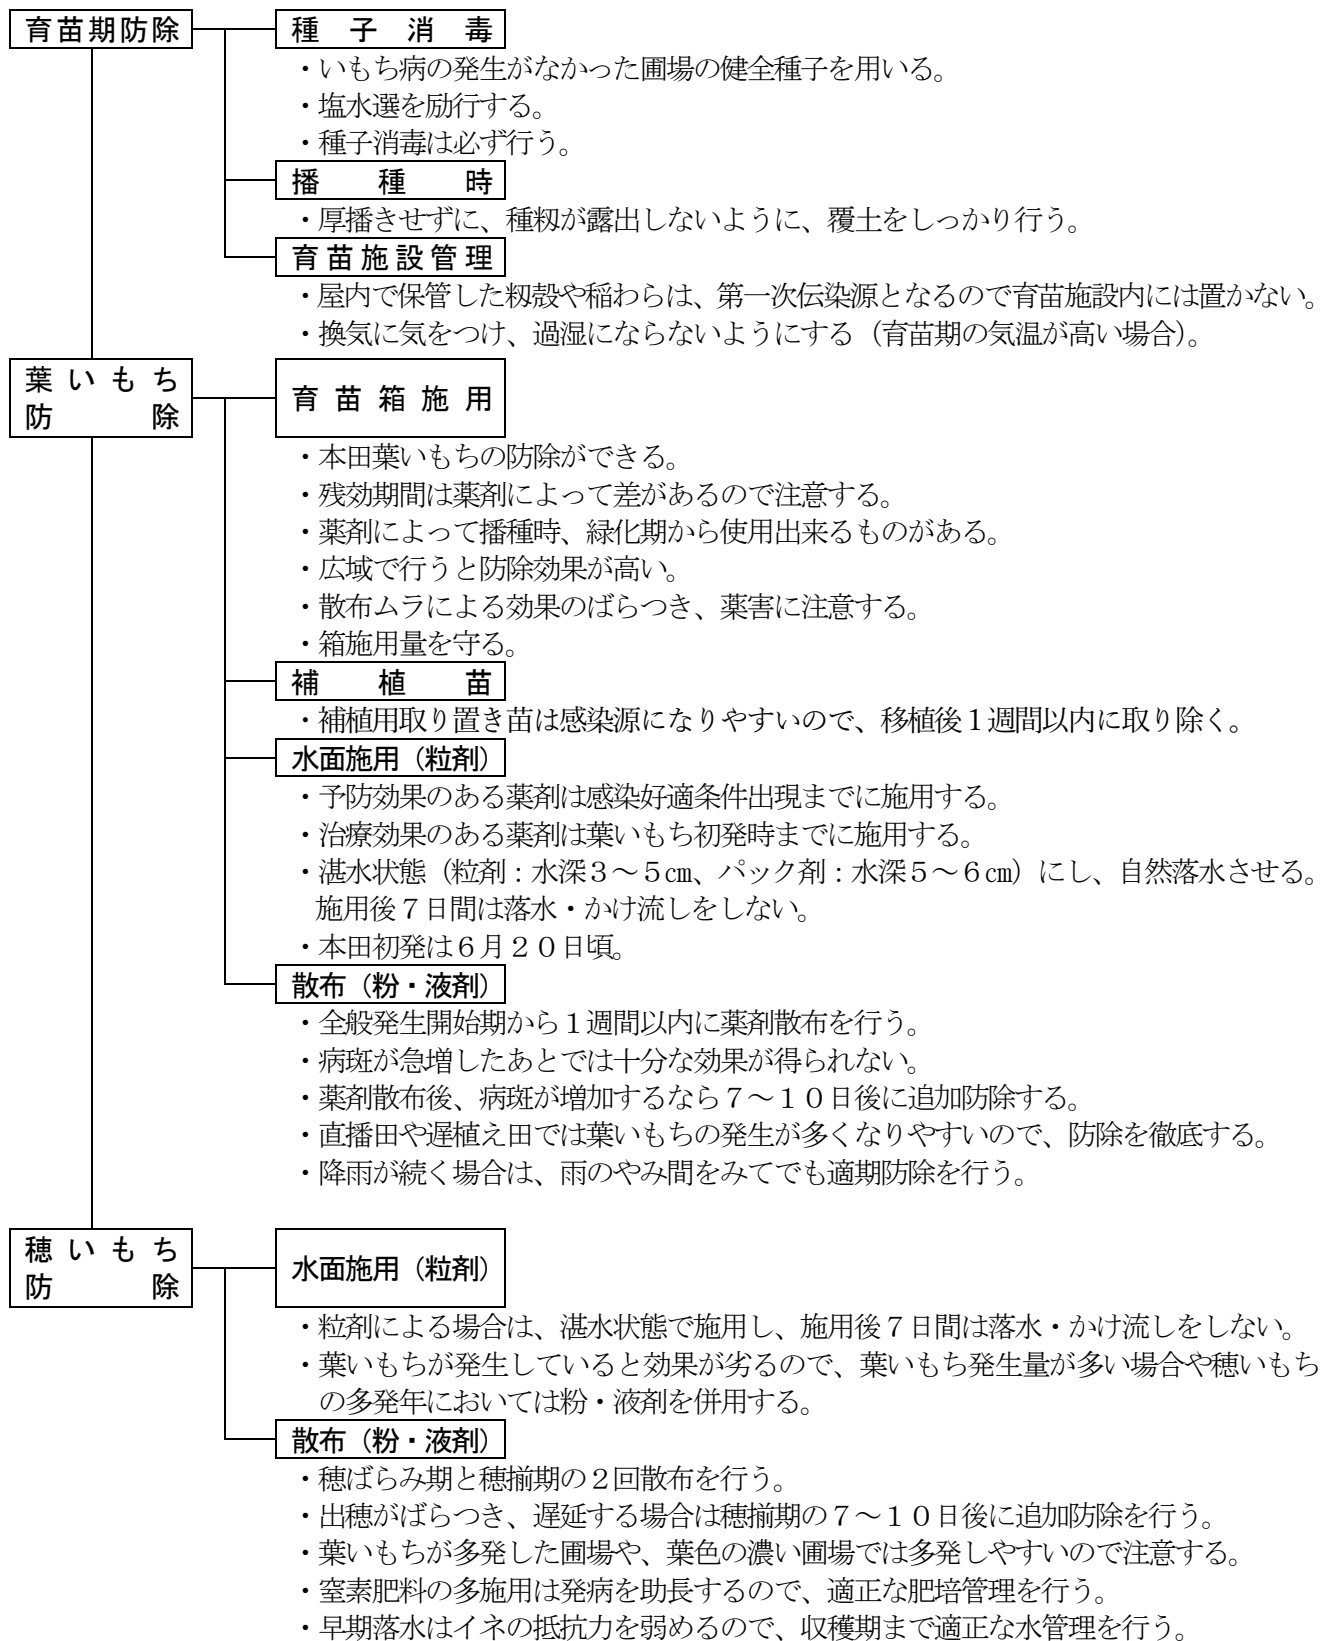 育苗期防除
種子消毒
・いもち病の発生がなかった圃場の健全種子を用いる。
・塩水選を励行する。
・種子消毒は必ず行う。
播種時
・厚播きせずに、種籾が露出しないように、覆土をしっかり行う。
育苗施設管理
・屋内で保管した籾殻や稲わらは、第一次伝染源となるので育苗施設内には置かない。
・換気に気をつけ、過湿にならないようにする（育苗期の気温が高い場合）。
葉いもち
防除
育苗箱施用
・本田葉いもちの防除ができる。
・残効期間は薬剤によって差があるので注意する。
・薬剤によって播種時、緑化期から使用出来るものがある。
・広域で行うと防除効果が高い。
・散布ムラによる効果のばらつき、薬害に注意する。
・箱施用量を守る。
補植苗
・補植用取り置き苗は感染源になりやすいので、移植後１週間以内に取り除く。
水面施用（粒剤）
・予防効果のある薬剤は感染好適条件出現までに施用する。
・治療効果のある薬剤は葉いもち初発時までに施用する。
・湛水状態（粒剤：水深３～５㎝、パック剤：水深５～６㎝）にし、自然落水させる。
施用後７日間は落水・かけ流しをしない。
・本田初発は６月２０日頃。
散布（粉・液剤）
・全般発生開始期から１週間以内に薬剤散布を行う。
・病斑が急増したあとでは十分な効果が得られない。
・薬剤散布後、病斑が増加するなら７～１０日後に追加防除する。
・直播田や遅植え田では葉いもちの発生が多くなりやすいので、防除を徹底する。
・降雨が続く場合は、雨のやみ間をみてでも適期防除を行う。
穂いもち
防除
水面施用（粒剤）
・粒剤による場合は、湛水状態で施用し、施用後７日間は落水・かけ流しをしない。
・葉いもちが発生していると効果が劣るので、葉いもち発生量が多い場合や穂いもち
の多発年においては粉・液剤を併用する。
散布（粉・液剤）
・穂ばらみ期と穂揃期の２回散布を行う。
・出穂がばらつき、遅延する場合は穂揃期の７～１０日後に追加防除を行う。
・葉いもちが多発した圃場や、葉色の濃い圃場では多発しやすいので注意する。
・窒素肥料の多施用は発病を助長するので、適正な肥培管理を行う。
・早期落水はイネの抵抗力を弱めるので、収穫期まで適正な水管理を行う。